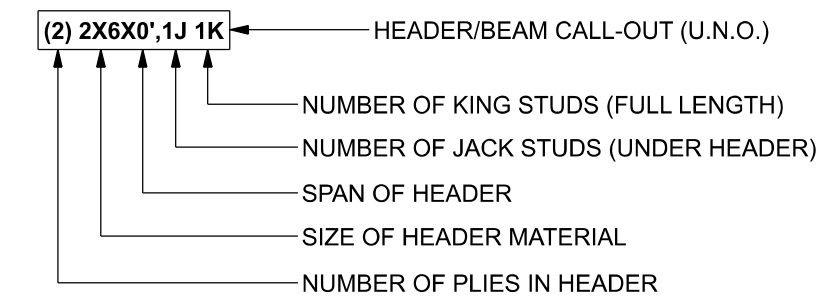 (2) 2X6X0',1J 1K
HEADER/BEAM CALL-OUT (U.N.O.)
NUMBER OF KING STUDS (FULL LENGTH)
NUMBER OF JACK STUDS (UNDER HEADER)
SPAN OF HEADER
SIZE OF HEADER MATERIAL
NUMBER OF PLIES IN HEADER